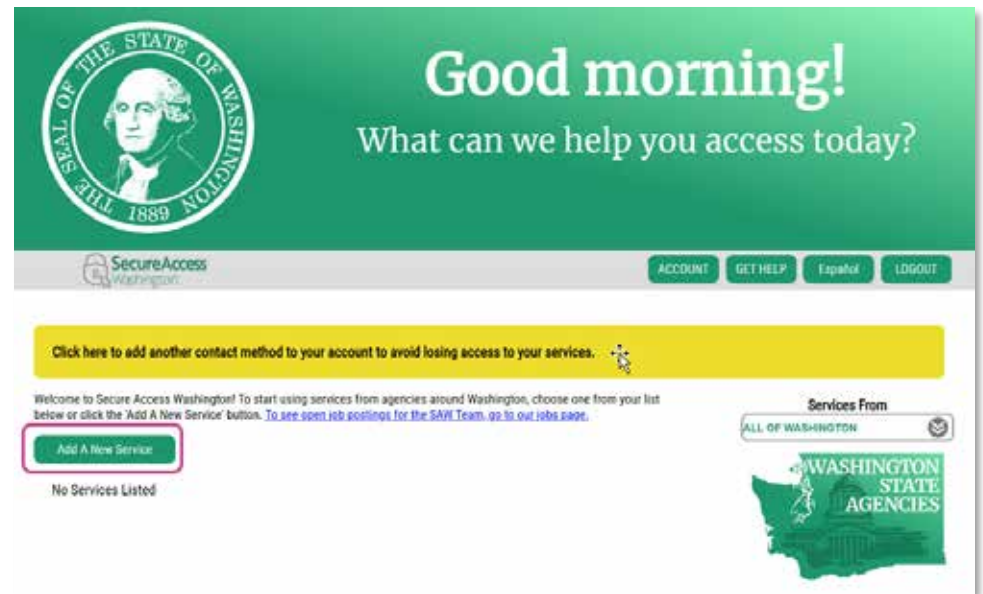 THE SEAL OF THE STATE OF WASHINGTON
1889
Good morning!
What can we help you access today?
SecureAccess
Washington
ACCOUNT
GET HELP
Español
LOGOUT
Click here to add another contact method to your account to avoid losing access to your services.
Welcome to Secure Access Washington! To start using services from agencies around Washington, choose one from your list
below or click the 'Add A New Service' button. To see open job postings for the SAW Team, go to our jobs page.
Services From
ALL OF WASHINGTON
Add A New Service
No Services Listed
WASHINGTON
STATE
AGENCIES